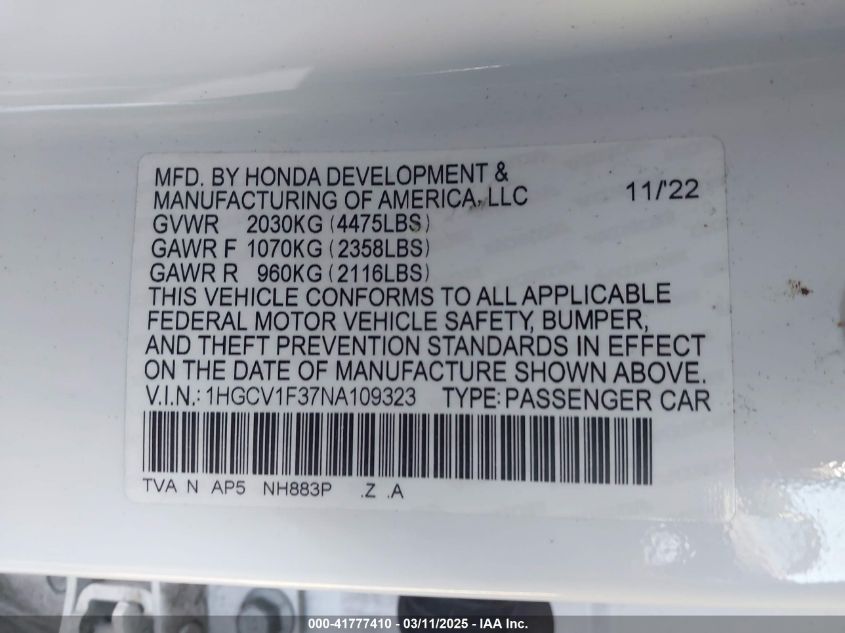 MFD. BY HONDA DEVELOPMENT &
MANUFACTURING OF AMERICA, LLC 11/'22
GVWR 2030KG (4475LBS)
GAWR F 1070KG (2358LBS)
GAWR R 960KG (2116LBS)
THIS VEHICLE CONFORMS TO ALL APPLICABLE
FEDERAL MOTOR VEHICLE SAFETY, BUMPER,
AND THEFT PREVENTION STANDARDS IN EFFECT
ON THE DATE OF MANUFACTURE SHOWN ABOVE.
V.I.N.: 1HGCV1F37NA109323 TYPE: PASSENGER CAR
TVA N AP5 NH883P .Z .A
000-41777410 - 03/11/2025 - IAA Inc.